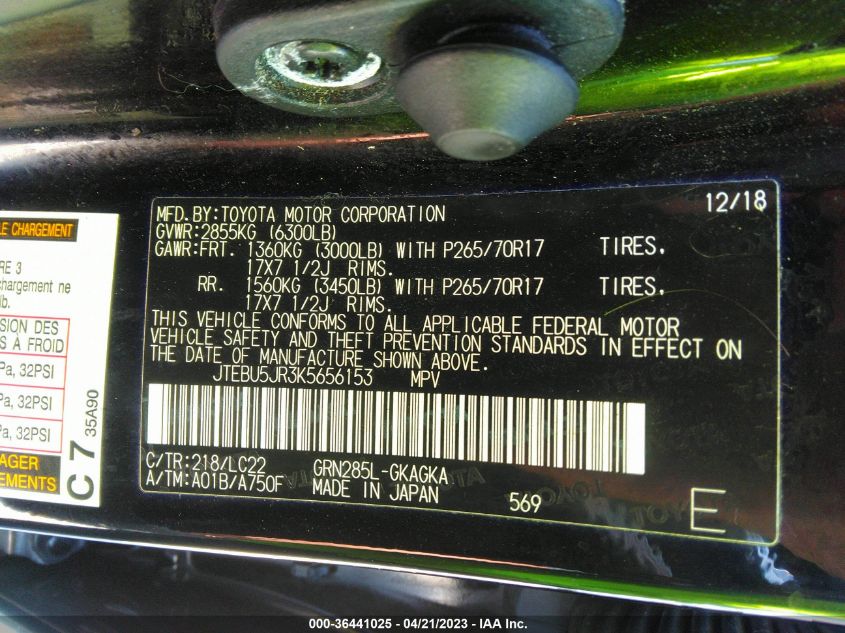 LE CHARGEMENT
RE 3
chargement ne
lb.
SION DES
S A FROID
Pa, 32PSI
Pa, 32PSI
Pa, 32PSI
AGER
EMENTS
C7
35A90
12/18
MFD.BY:TOYOTA MOTOR CORPORATION
GVWR:2855KG (6300LB)
GAWR:FRT. 1360KG (3000LB) WITH P265/70R17 TIRES.
17X7 1/2J RIMS.
RR. 1560KG (3450LB) WITH P265/70R17 TIRES.
17X7 1/2J RIMS.
THIS VEHICLE CONFORMS TO ALL APPLICABLE FEDERAL MOTOR
VEHICLE SAFETY AND THEFT PREVENTION STANDARDS IN EFFECT ON
THE DATE OF MANUFACTURE SHOWN ABOVE.
JTEBU5JR3K5656153 MPV
C/TR:218/LC22 GRN285L-GKAGKA
A/TM:A01B/A750F MADE IN JAPAN 569
E
000-36441025 - 04/21/2023 - IAA Inc.